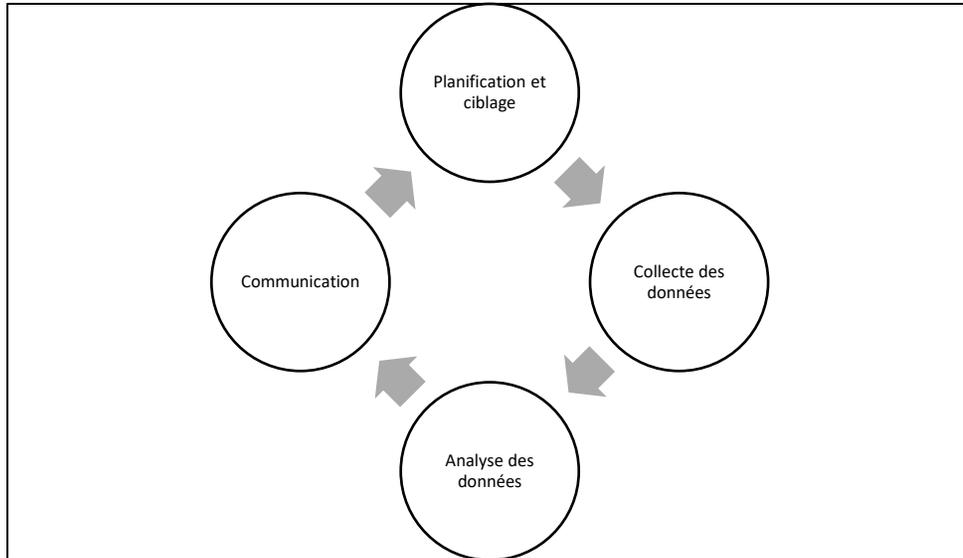 Planification et
ciblage
Collecte des
données
Analyse des
données
Communication